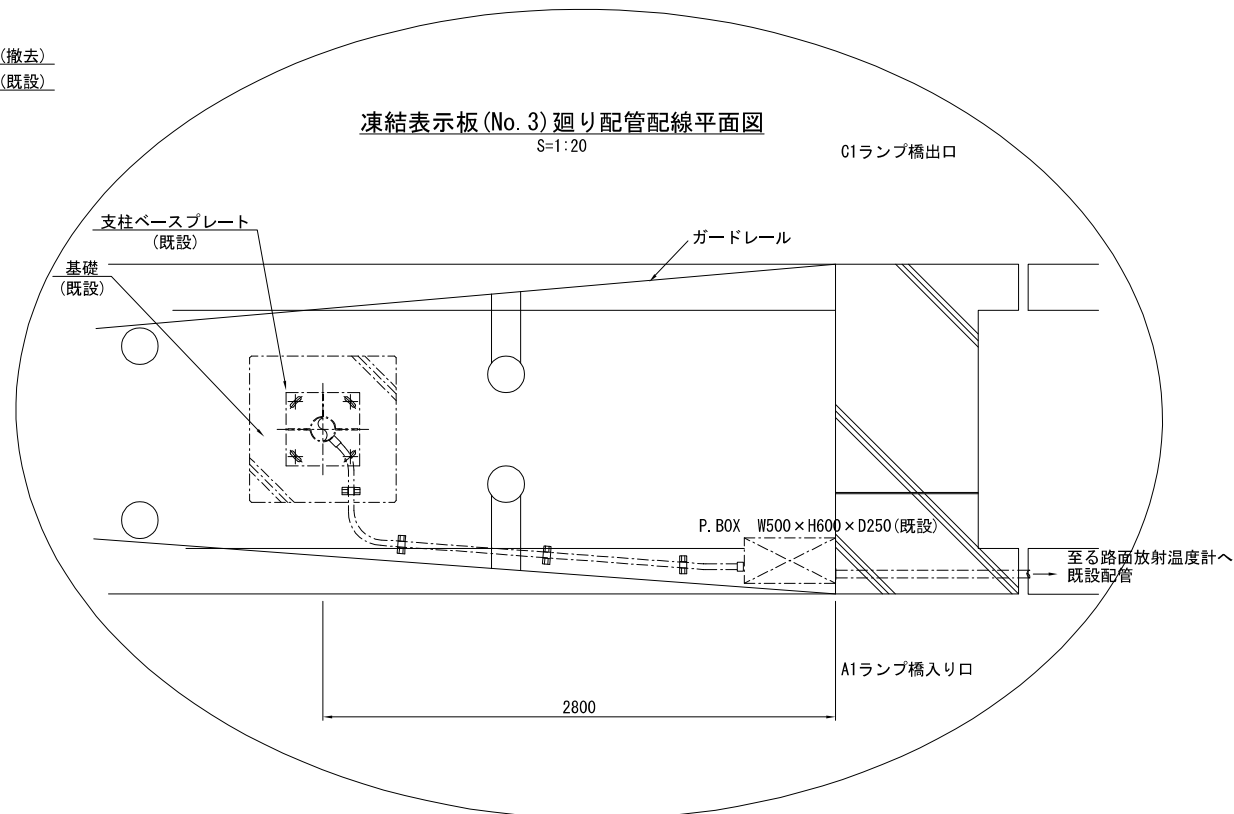 (撤去)
(既設)
凍結表示板(No.3)廻り配管配線平面図
S=1:20
C1ランプ橋出口
支柱ベースプレート
(既設)
ガードレール
基礎
(既設)
P.BOX W500×H600×D250(既設)
至る路面放射温度計へ
既設配管
A1ランプ橋入り口
2800